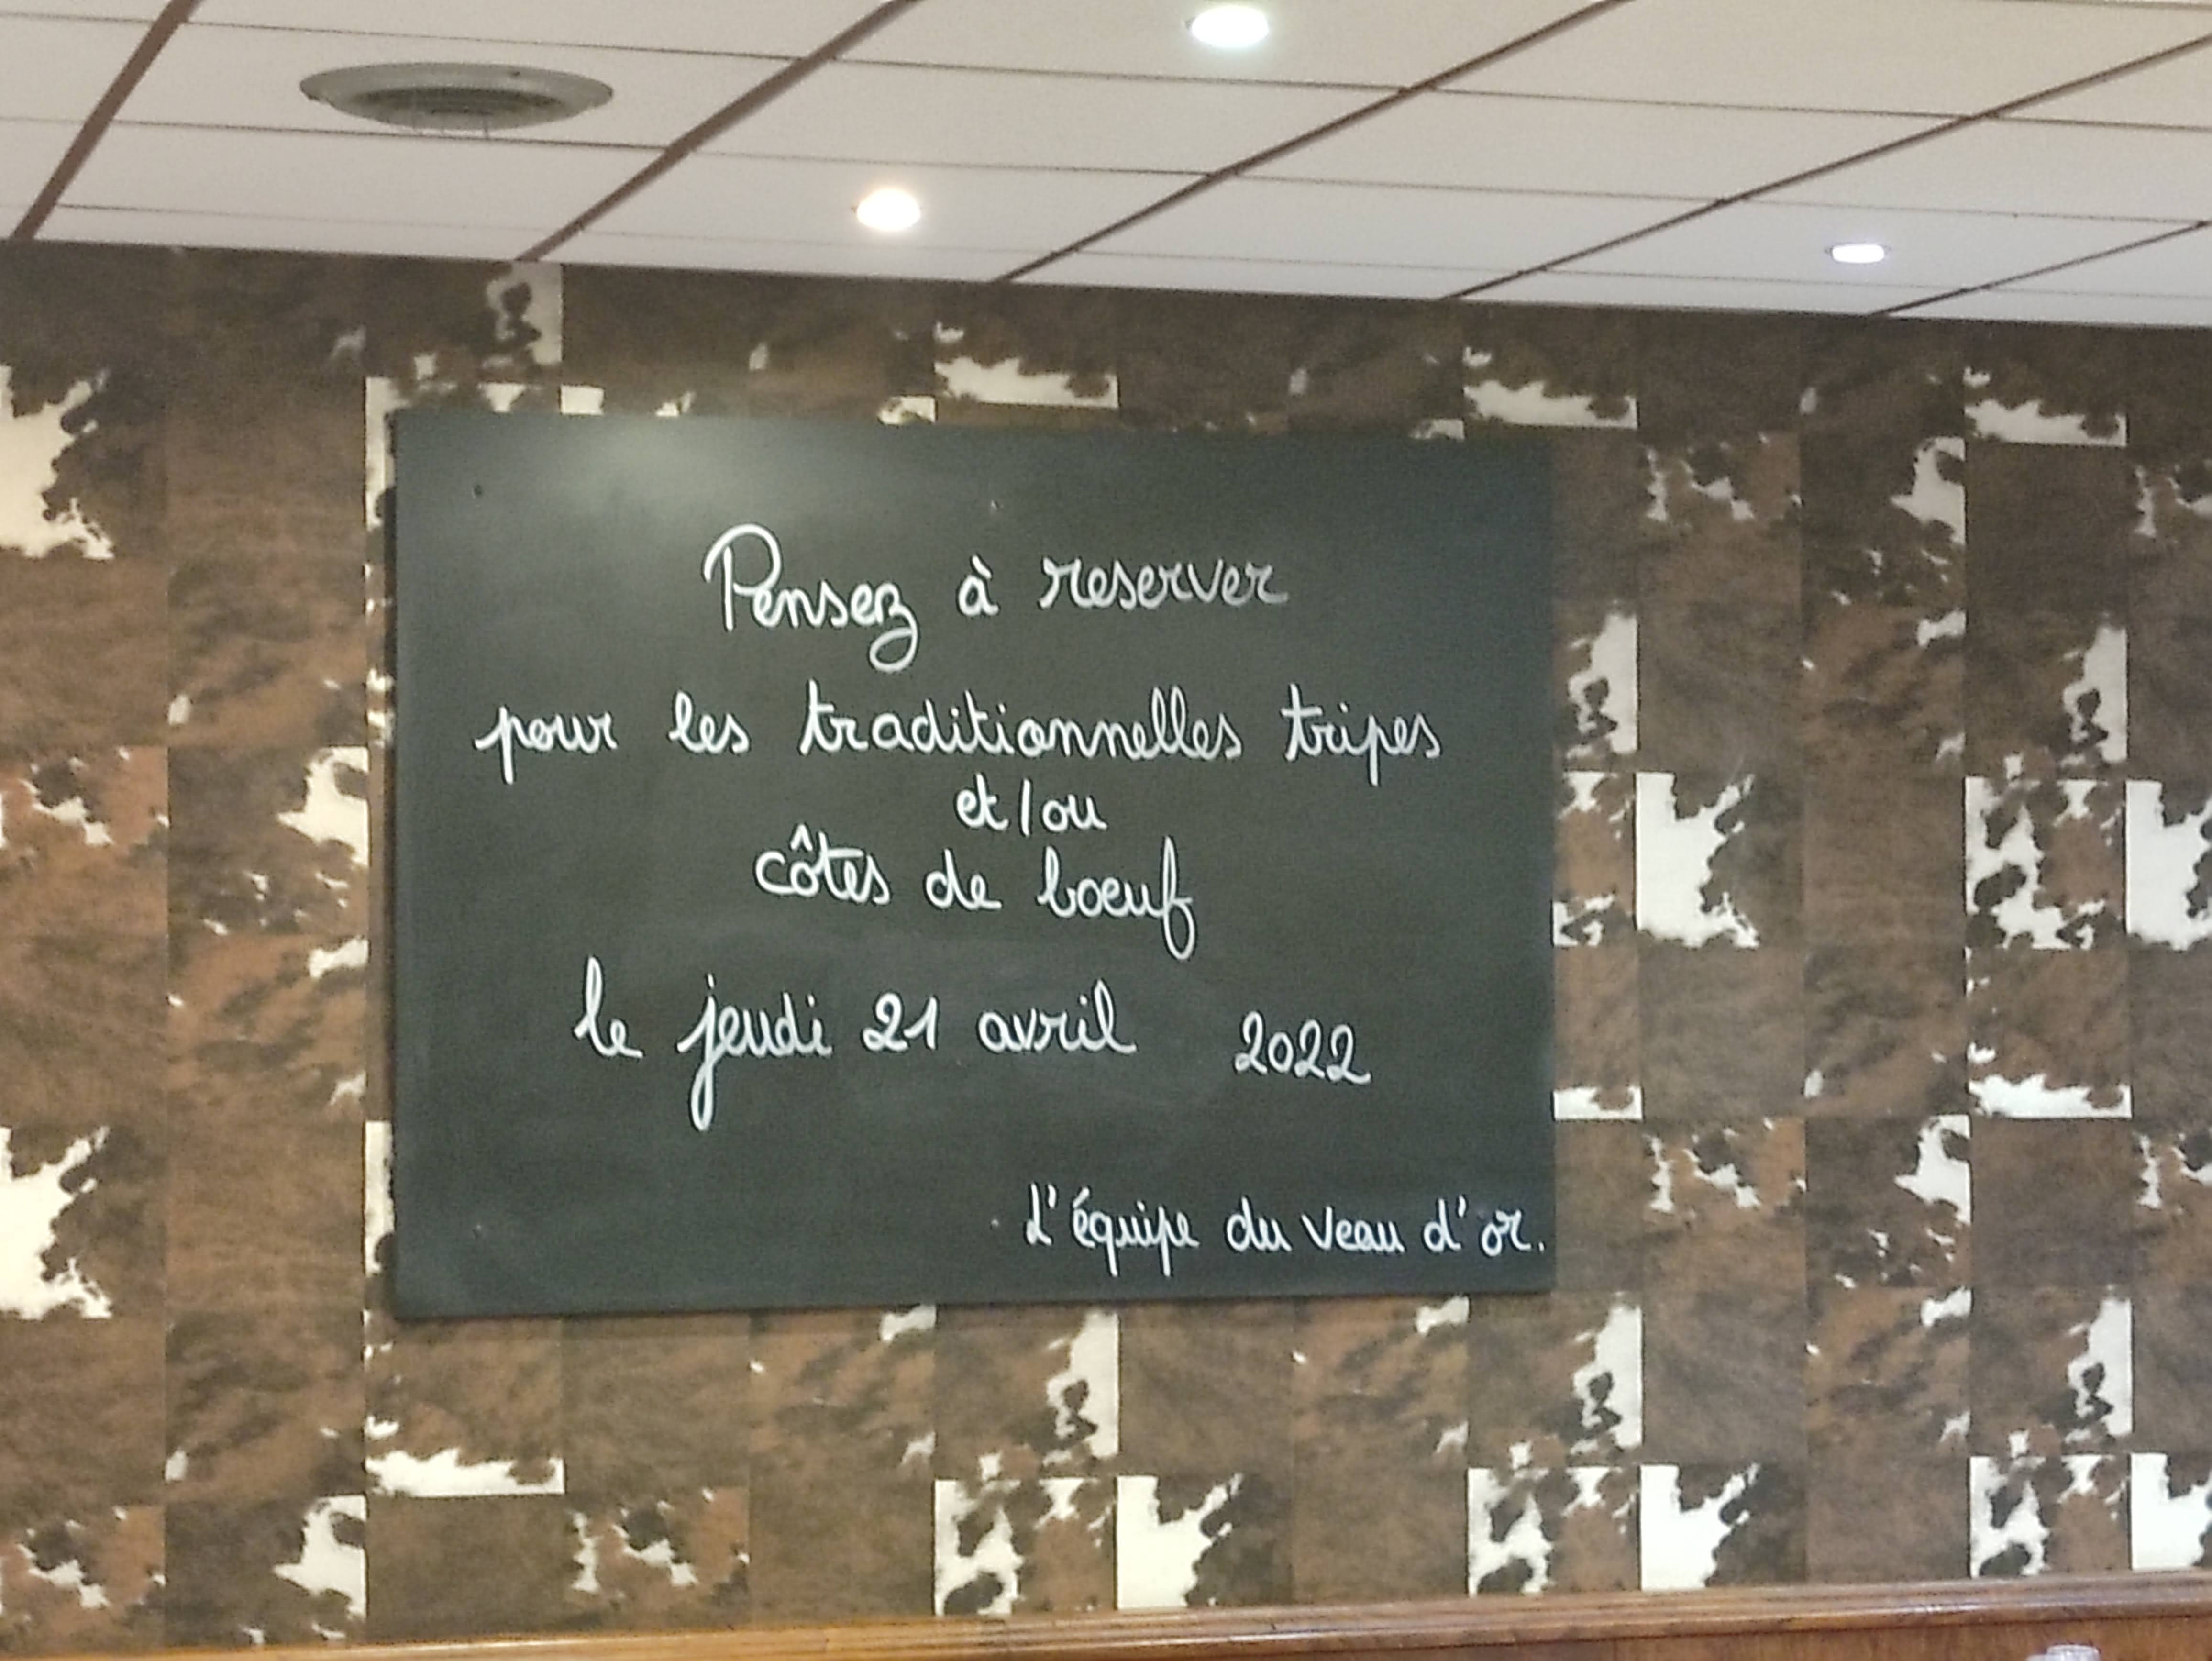 Pensez à reserver
pour les traditionnelles tripes
et/ou
côtes de boeuf
le jeudi 21 avril 2022
L'équipe du Veau d'or.